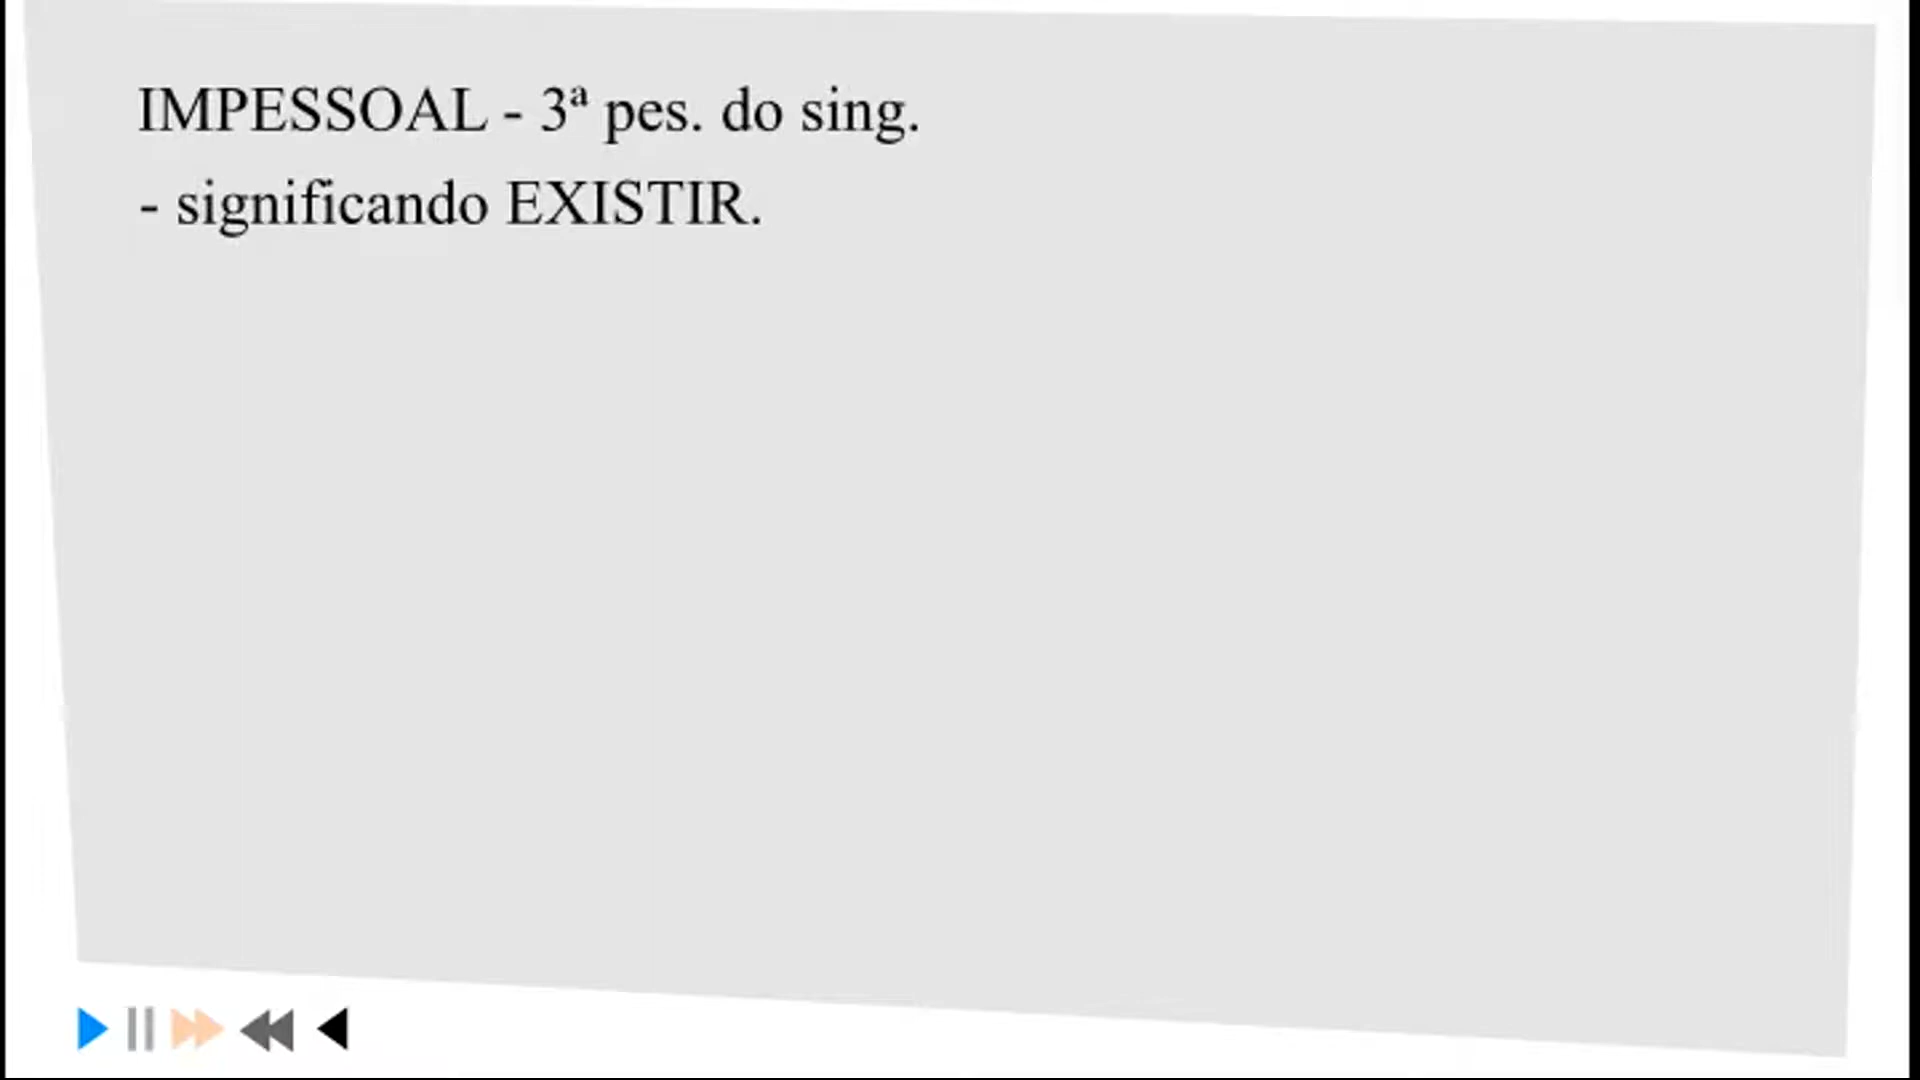 IMPESSOAL - 3ª pes. do sing.
- significando EXISTIR.